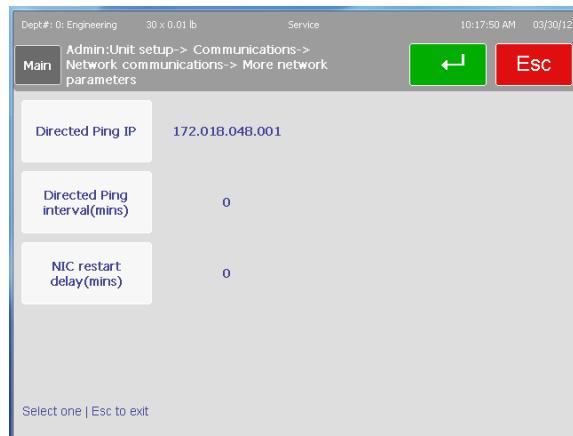 Dept#: 0: Engineering 30 x 0.01 lb Service 10:17:50 AM 03/30/12
Main
Admin:Unit setup-> Communications->
Network communications-> More network
parameters
Esc
Directed Ping IP 172.018.048.001
Directed Ping
interval(mins) 0
NIC restart
delay(mins) 0
Select one | Esc to exit